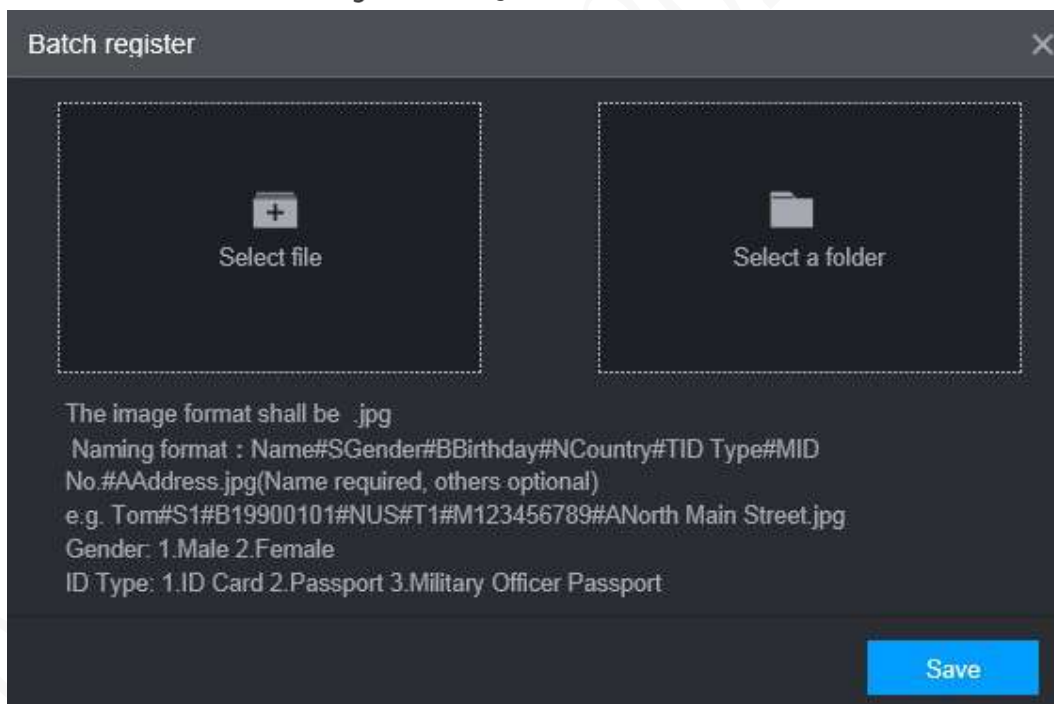 Batch register
Select file
Select a folder
The image format shall be .jpg
Naming format : Name#SGender#BBirthday#NCountry#TID Type#MID
No.#AAddress.jpg(Name required, others optional)
e.g. Tom#S1#B19900101#NUS#T1#M123456789#ANorth Main Street.jpg
Gender: 1.Male 2.Female
ID Type: 1.ID Card 2.Passport 3.Military Officer Passport
Save